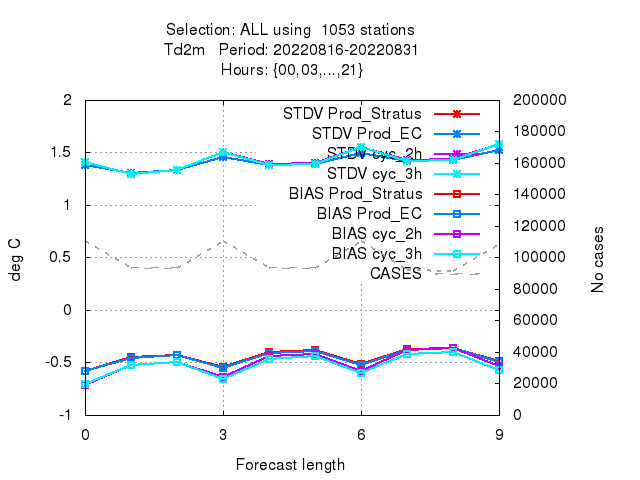 Selection: ALL using  1053 stations
Td2m   Period: 20220816-20220831
Hours: {00,03,...,21}
2
1.5
1
0.5
0
-0.5
-1
deg C
200000
180000
160000
140000
120000
100000
80000
60000
40000
20000
0
No cases
STDV Prod_Stratus
STDV Prod_EC
STDV cyc_2h
STDV cyc_3h
BIAS Prod_Stratus
BIAS Prod_EC
BIAS cyc_2h
BIAS cyc_3h
CASES
0 3 6 9
Forecast length